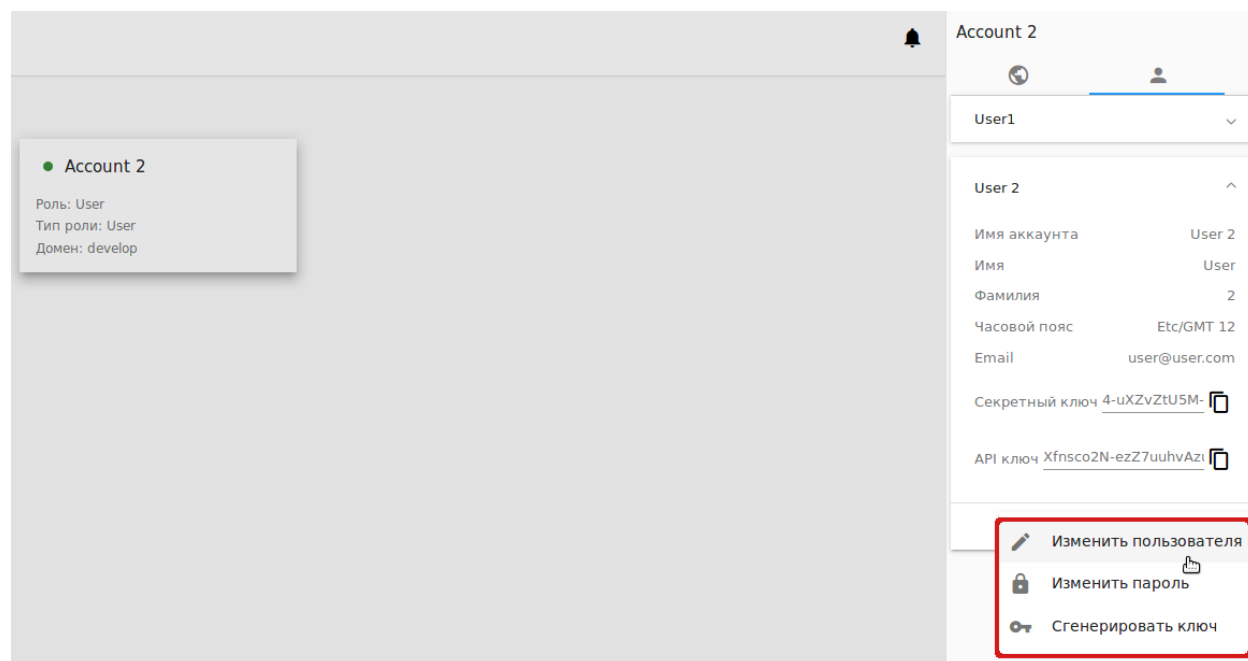 Account 2
Account 2
Роль: User
Тип роли: User
Домен: develop
User1
User 2
Имя аккаунта User 2
Имя User
Фамилия 2
Часовой пояс Etc/GMT 12
Email user@user.com
Секретный ключ 4-uXZvZtU5M-
API ключ Xfnsco2N-ezZ7uuhvAz
Изменить пользователя
Изменить пароль
Сгенерировать ключ